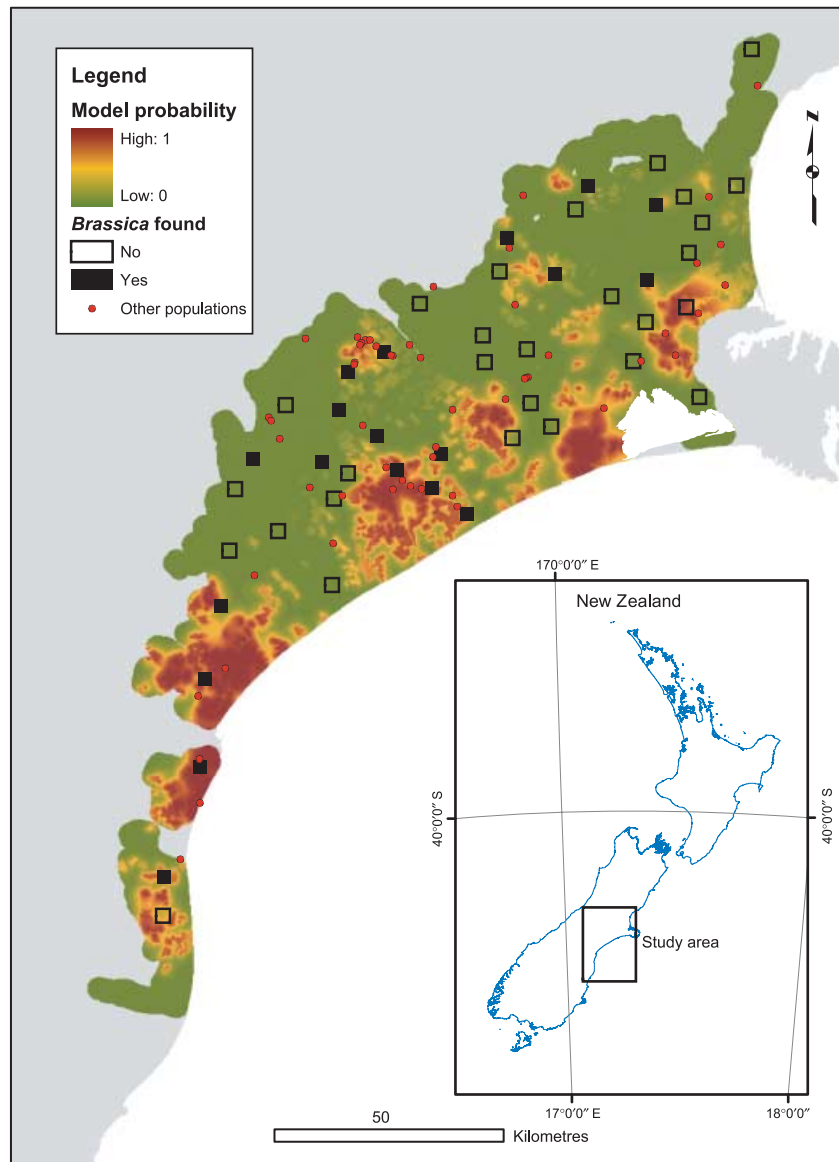 Legend
Model probability
High: 1
Low: 0
Brassica found
No
Yes
Other populations
N
170°0′0″ E
New Zealand
40°0′0″ S
40°0′0″ S
Study area
17°0′0″ E
18°0′0″ E
50
Kilometres